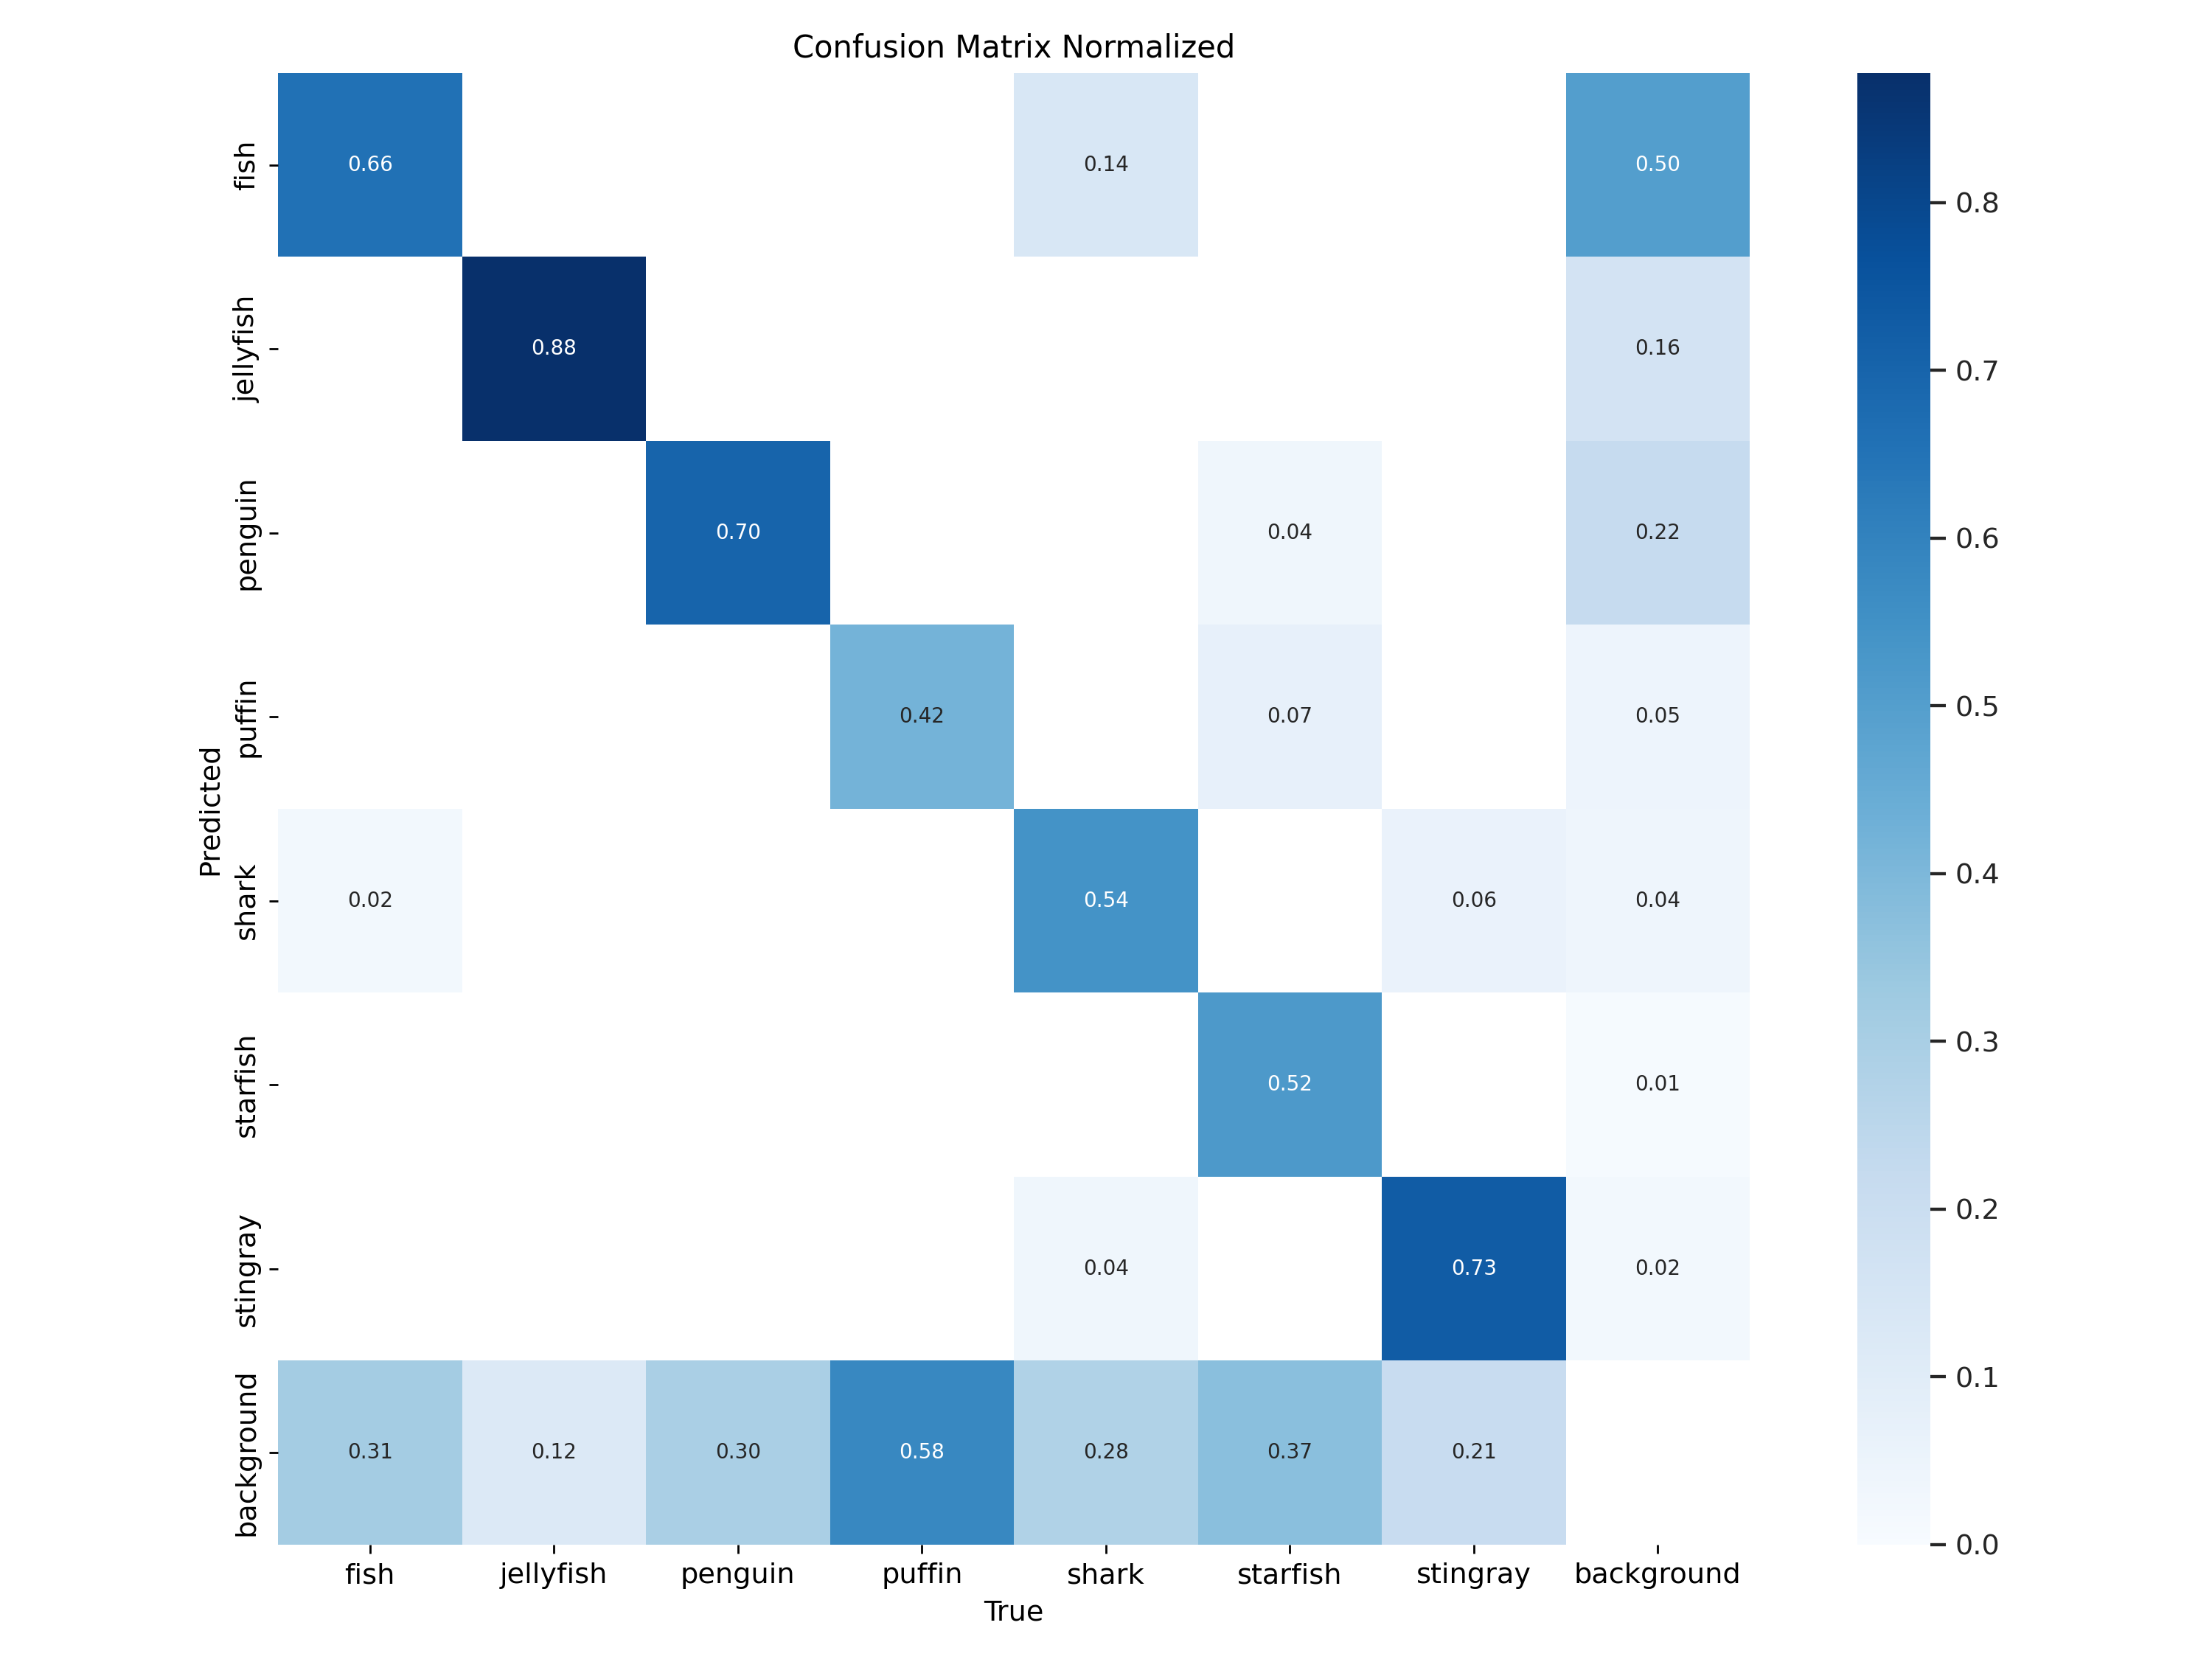 Confusion Matrix Normalized
fish 0.66 0.14 0.50
jellyfish 0.88 0.16
penguin 0.70 0.04 0.22
puffin 0.42 0.07 0.05
shark 0.02 0.54 0.06 0.04
starfish 0.52 0.01
stingray 0.04 0.73 0.02
background 0.31 0.12 0.30 0.58 0.28 0.37 0.21
Predicted
fish jellyfish penguin puffin shark starfish stingray background
True
0.8
0.7
0.6
0.5
0.4
0.3
0.2
0.1
0.0